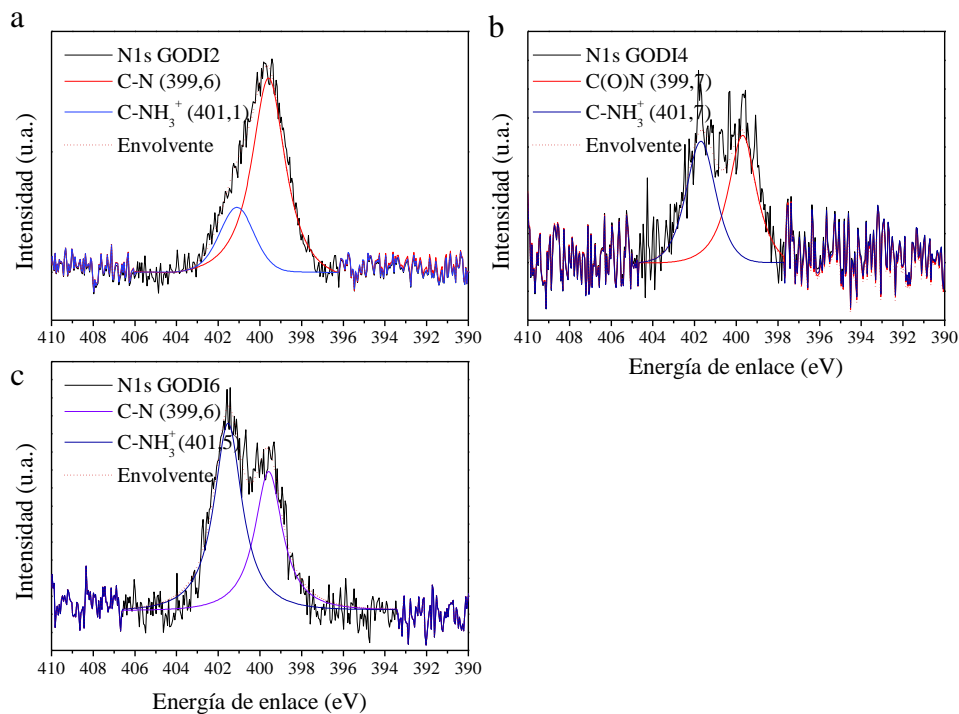 a
N1s GODI2
C-N (399,6)
C-NH₃⁺ (401,1)
Envolvente
Intensidad (u.a.)
410 408 406 404 402 400 398 396 394 392 390
b
N1s GODI4
C(O)N (399,7)
C-NH₃⁺ (401,7)
Envolvente
Intensidad (u.a.)
410 408 406 404 402 400 398 396 394 392 390
Energía de enlace (eV)
c
N1s GODI6
C-N (399,6)
C-NH₃⁺ (401,5)
Envolvente
Intensidad (u.a.)
410 408 406 404 402 400 398 396 394 392 390
Energía de enlace (eV)